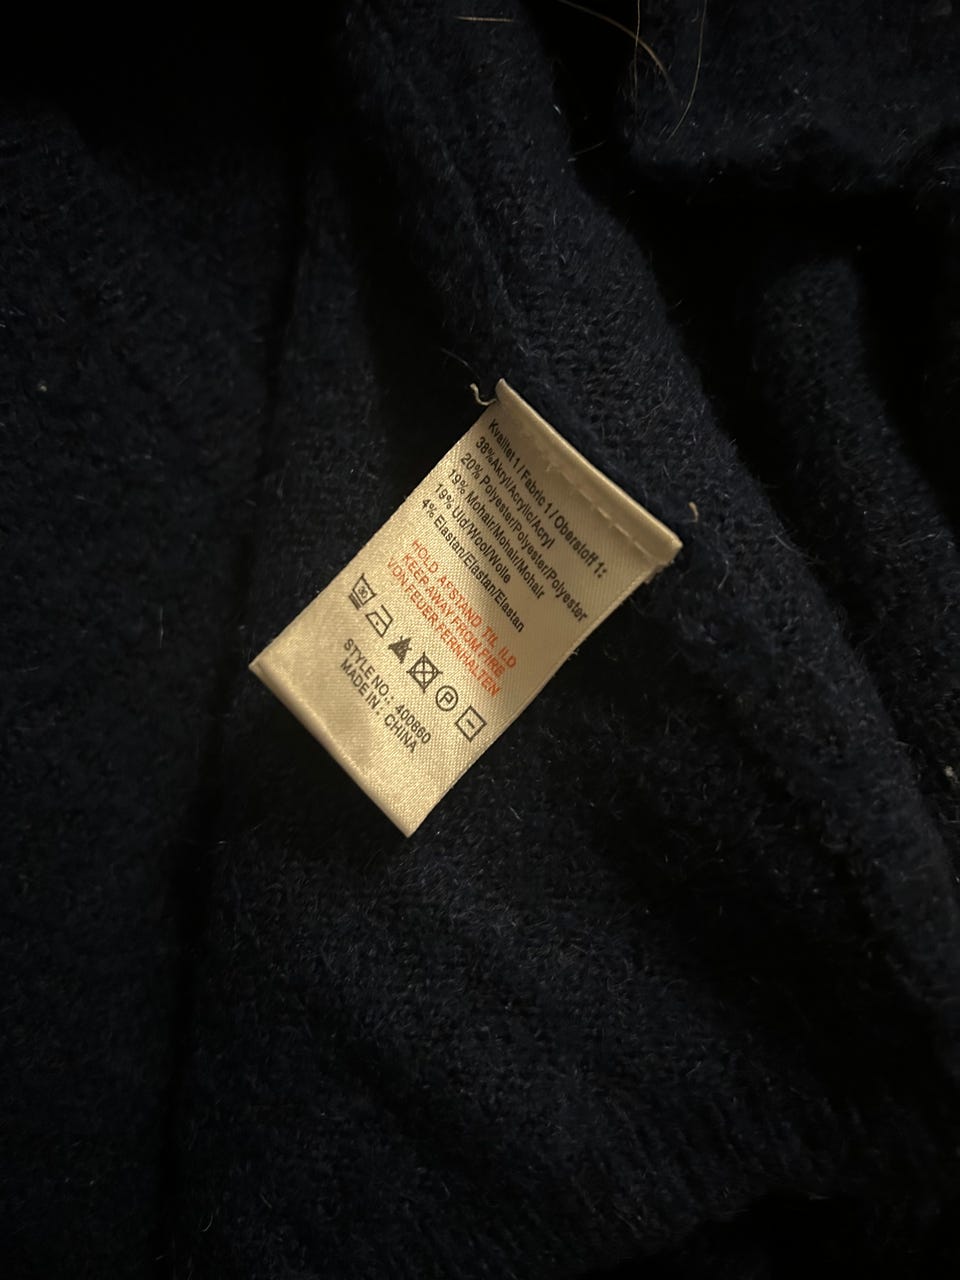 Kvalitet 1 / Fabric 1 / Oberstoff 1:
38%Akryl/Acrylic/Acryl
20% Polyester/Polyester/Polyester
19% Mohair/Mohair/Mohair
19% Uld/Wool/Wolle
4% Elastan/Elastan/Elastan
HOLD AFSTAND TIL ILD
KEEP AWAY FROM FIRE
VON FEUER FERNHALTEN
P
STYLE NO.: 400860
MADE IN : CHINA